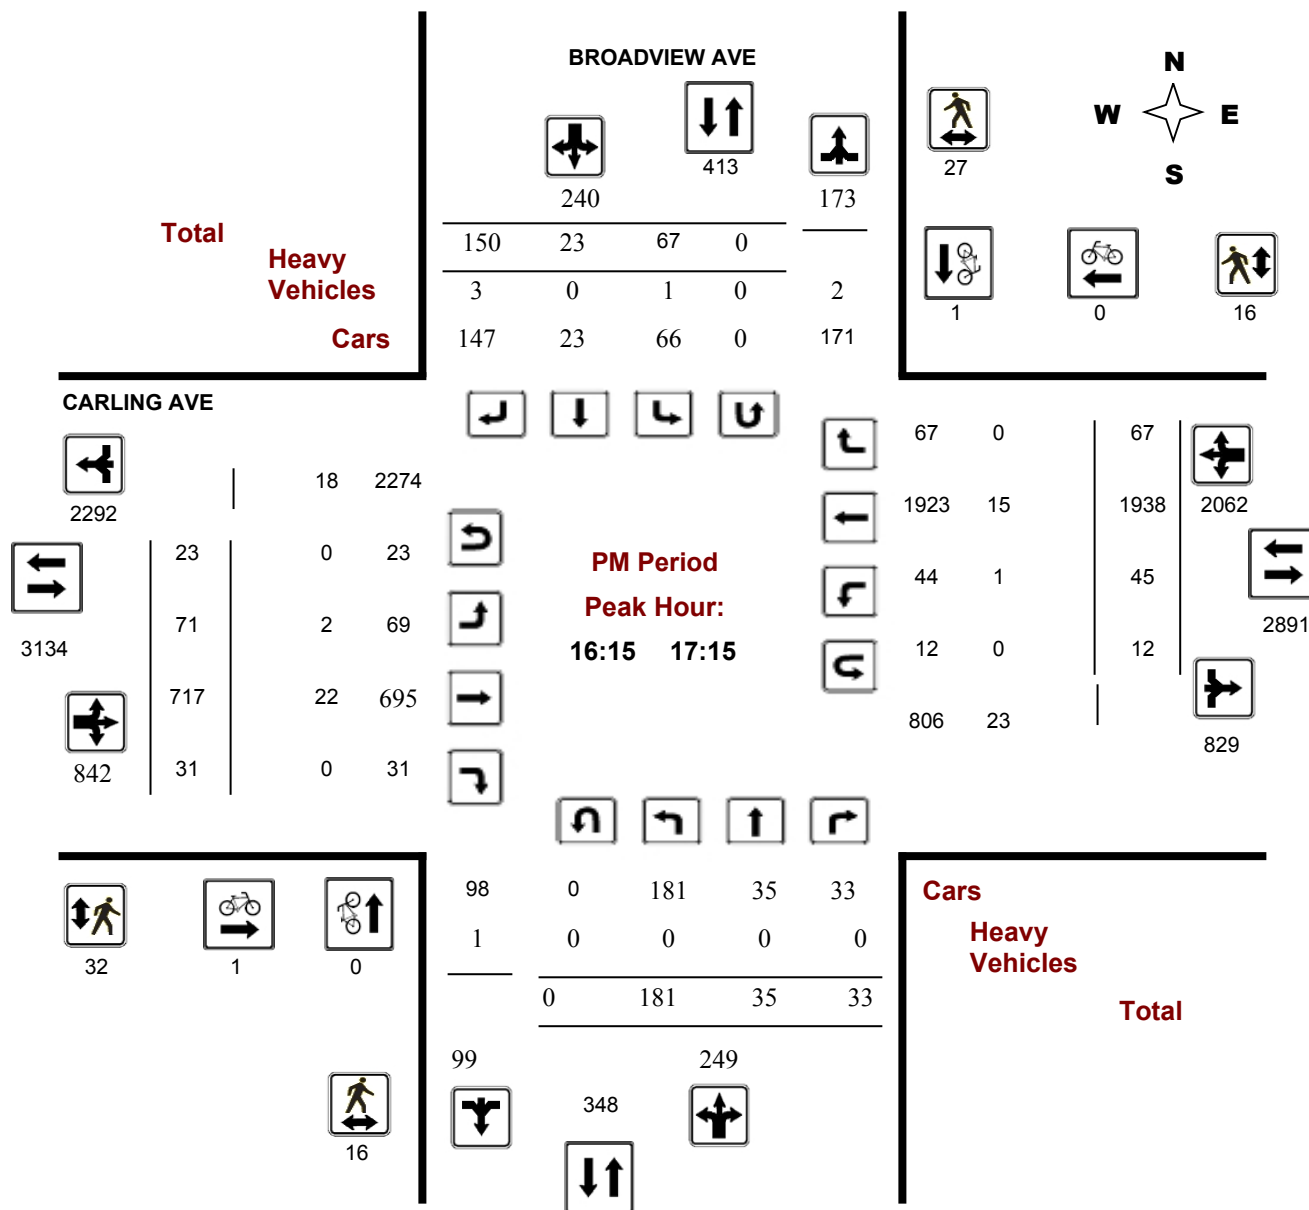 BROADVIEW AVE
N
W E
S
413
27
240 173
Total 150 23 67 0
Heavy
Vehicles 3 0 1 0 2
1 0 16
Cars 147 23 66 0 171
CARLING AVE
67 0 67
18 2274
2292
1923 15 1938 2062
23 0 23
PM Period
44 1 45
Peak Hour:
71 2 69
2891
3134
16:15 17:15
12 0 12
717 22 695
806 23
829
842 31 0 31
98 0 181 35 33 Cars
1 0 0 0 0 Heavy
Vehicles
32 1 0
0 181 35 33 Total
99 249
348
16